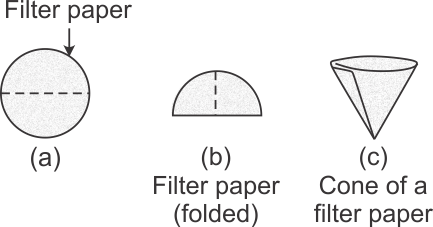 Filter paper
(a)
(b)
Filter paper
(folded)
(c)
Cone of a
filter paper